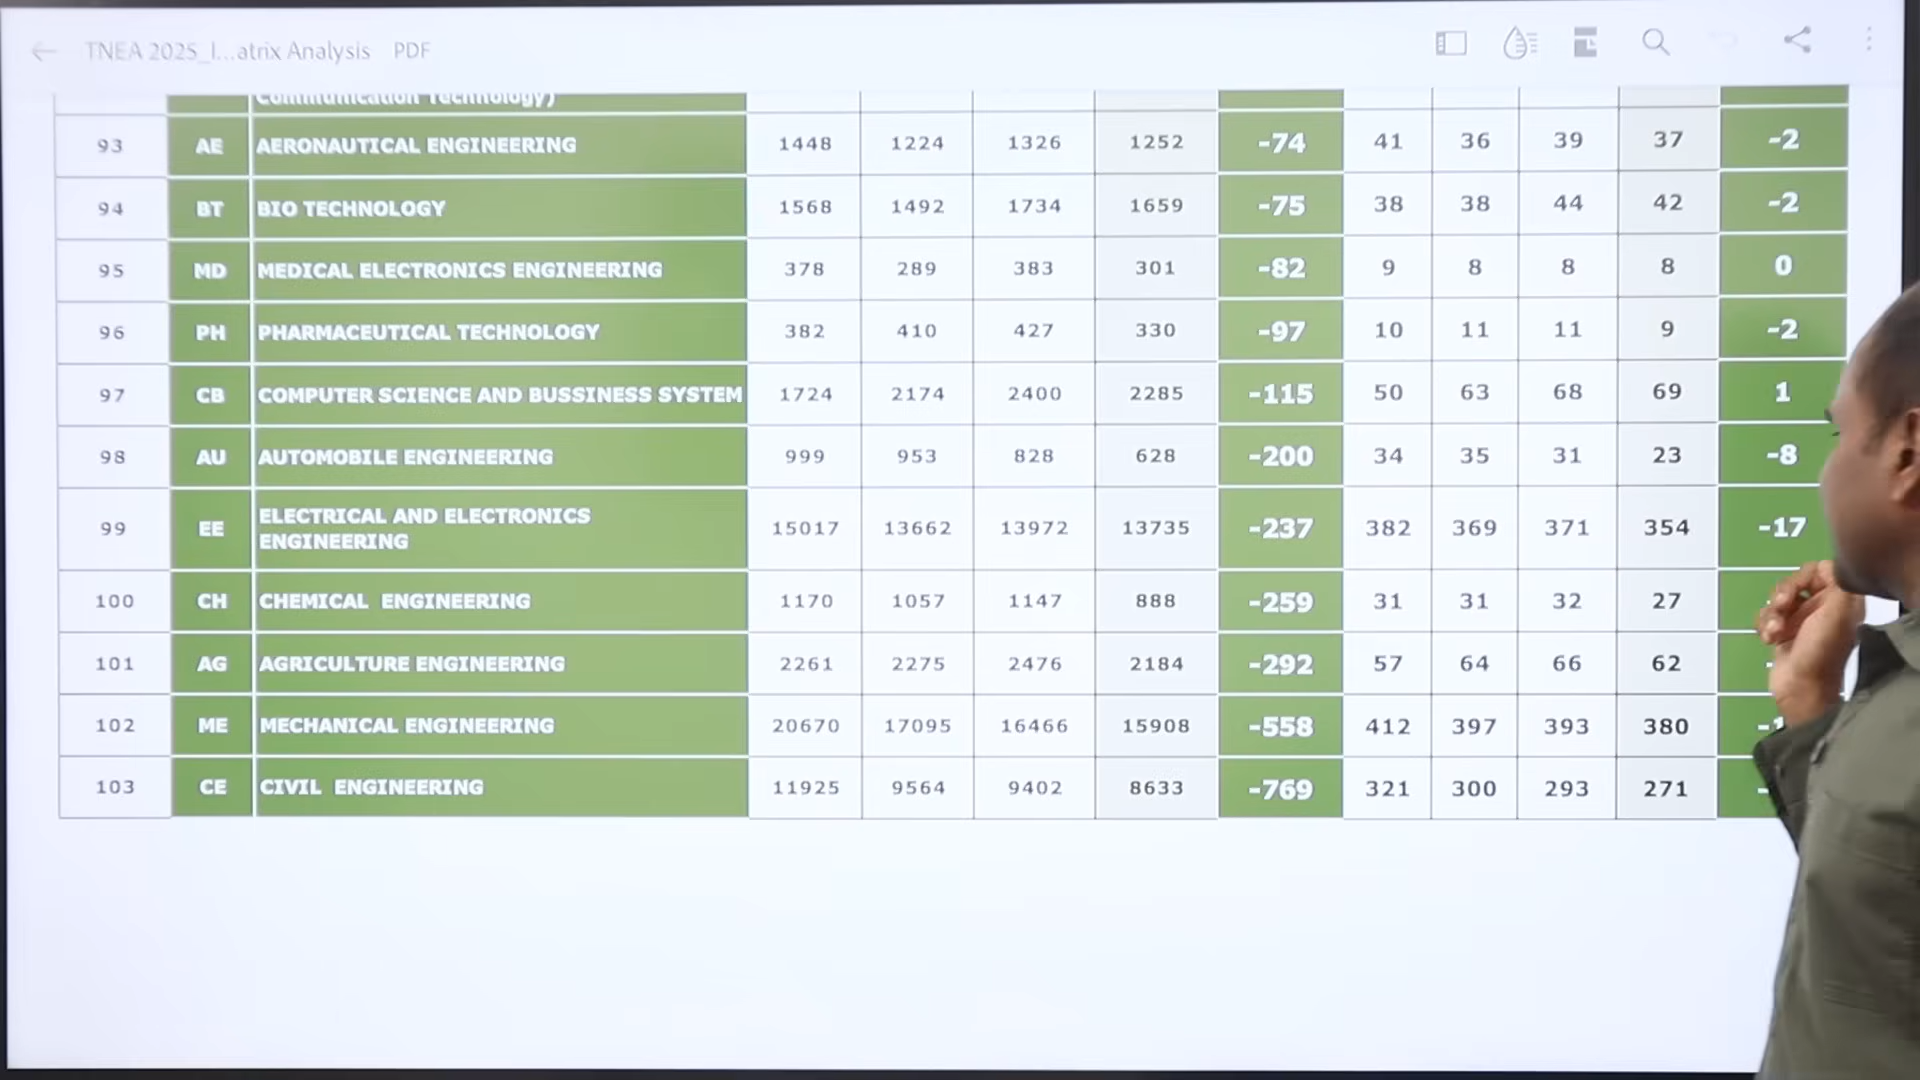 TNEA 2025_I...atrix Analysis PDF
Communication Technology)
93 AE AERONAUTICAL ENGINEERING 1448 1224 1326 1252 -74 41 36 39 37 -2
94 BT BIO TECHNOLOGY 1568 1492 1734 1659 -75 38 38 44 42 -2
95 MD MEDICAL ELECTRONICS ENGINEERING 378 289 383 301 -82 9 8 8 8 0
96 PH PHARMACEUTICAL TECHNOLOGY 382 410 427 330 -97 10 11 11 9 -2
97 CB COMPUTER SCIENCE AND BUSSINESS SYSTEM 1724 2174 2400 2285 -115 50 63 68 69 1
98 AU AUTOMOBILE ENGINEERING 999 953 828 628 -200 34 35 31 23 -8
99 EE ELECTRICAL AND ELECTRONICS
ENGINEERING 15017 13662 13972 13735 -237 382 369 371 354 -17
100 CH CHEMICAL ENGINEERING 1170 1057 1147 888 -259 31 31 32 27
101 AG AGRICULTURE ENGINEERING 2261 2275 2476 2184 -292 57 64 66 62
102 ME MECHANICAL ENGINEERING 20670 17095 16466 15908 -558 412 397 393 380
103 CE CIVIL ENGINEERING 11925 9564 9402 8633 -769 321 300 293 271